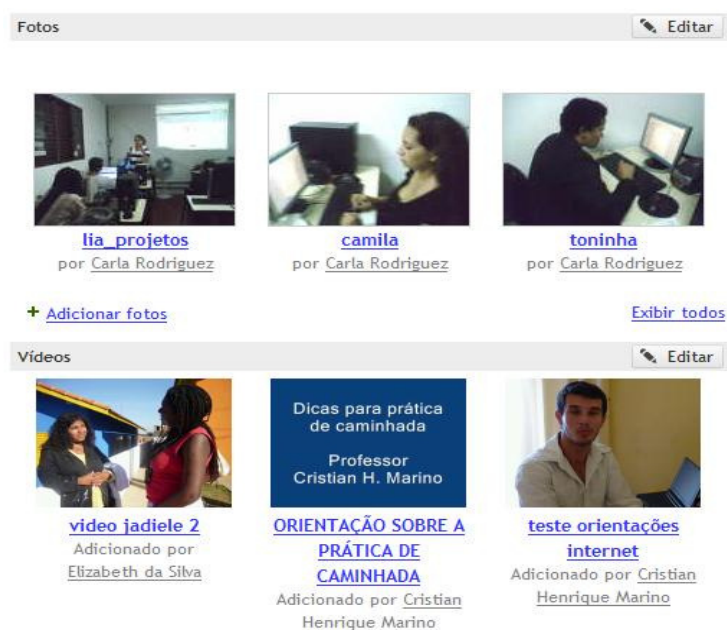 Fotos
Editar
lia_projetos
camila
toninha
por Carla Rodriguez
por Carla Rodriguez
por Carla Rodriguez
+ Adicionar fotos
Exibir todos
Vídeos
Editar
Dicas para prática
de caminhada
Professor
Cristian H. Marino
video jadiele 2
Adicionado por
Elizabeth da Silva
ORIENTAÇÃO SOBRE A
PRÁTICA DE
CAMINHADA
Adicionado por Cristian
Henrique Marino
teste orientações
internet
Adicionado por Cristian
Henrique Marino